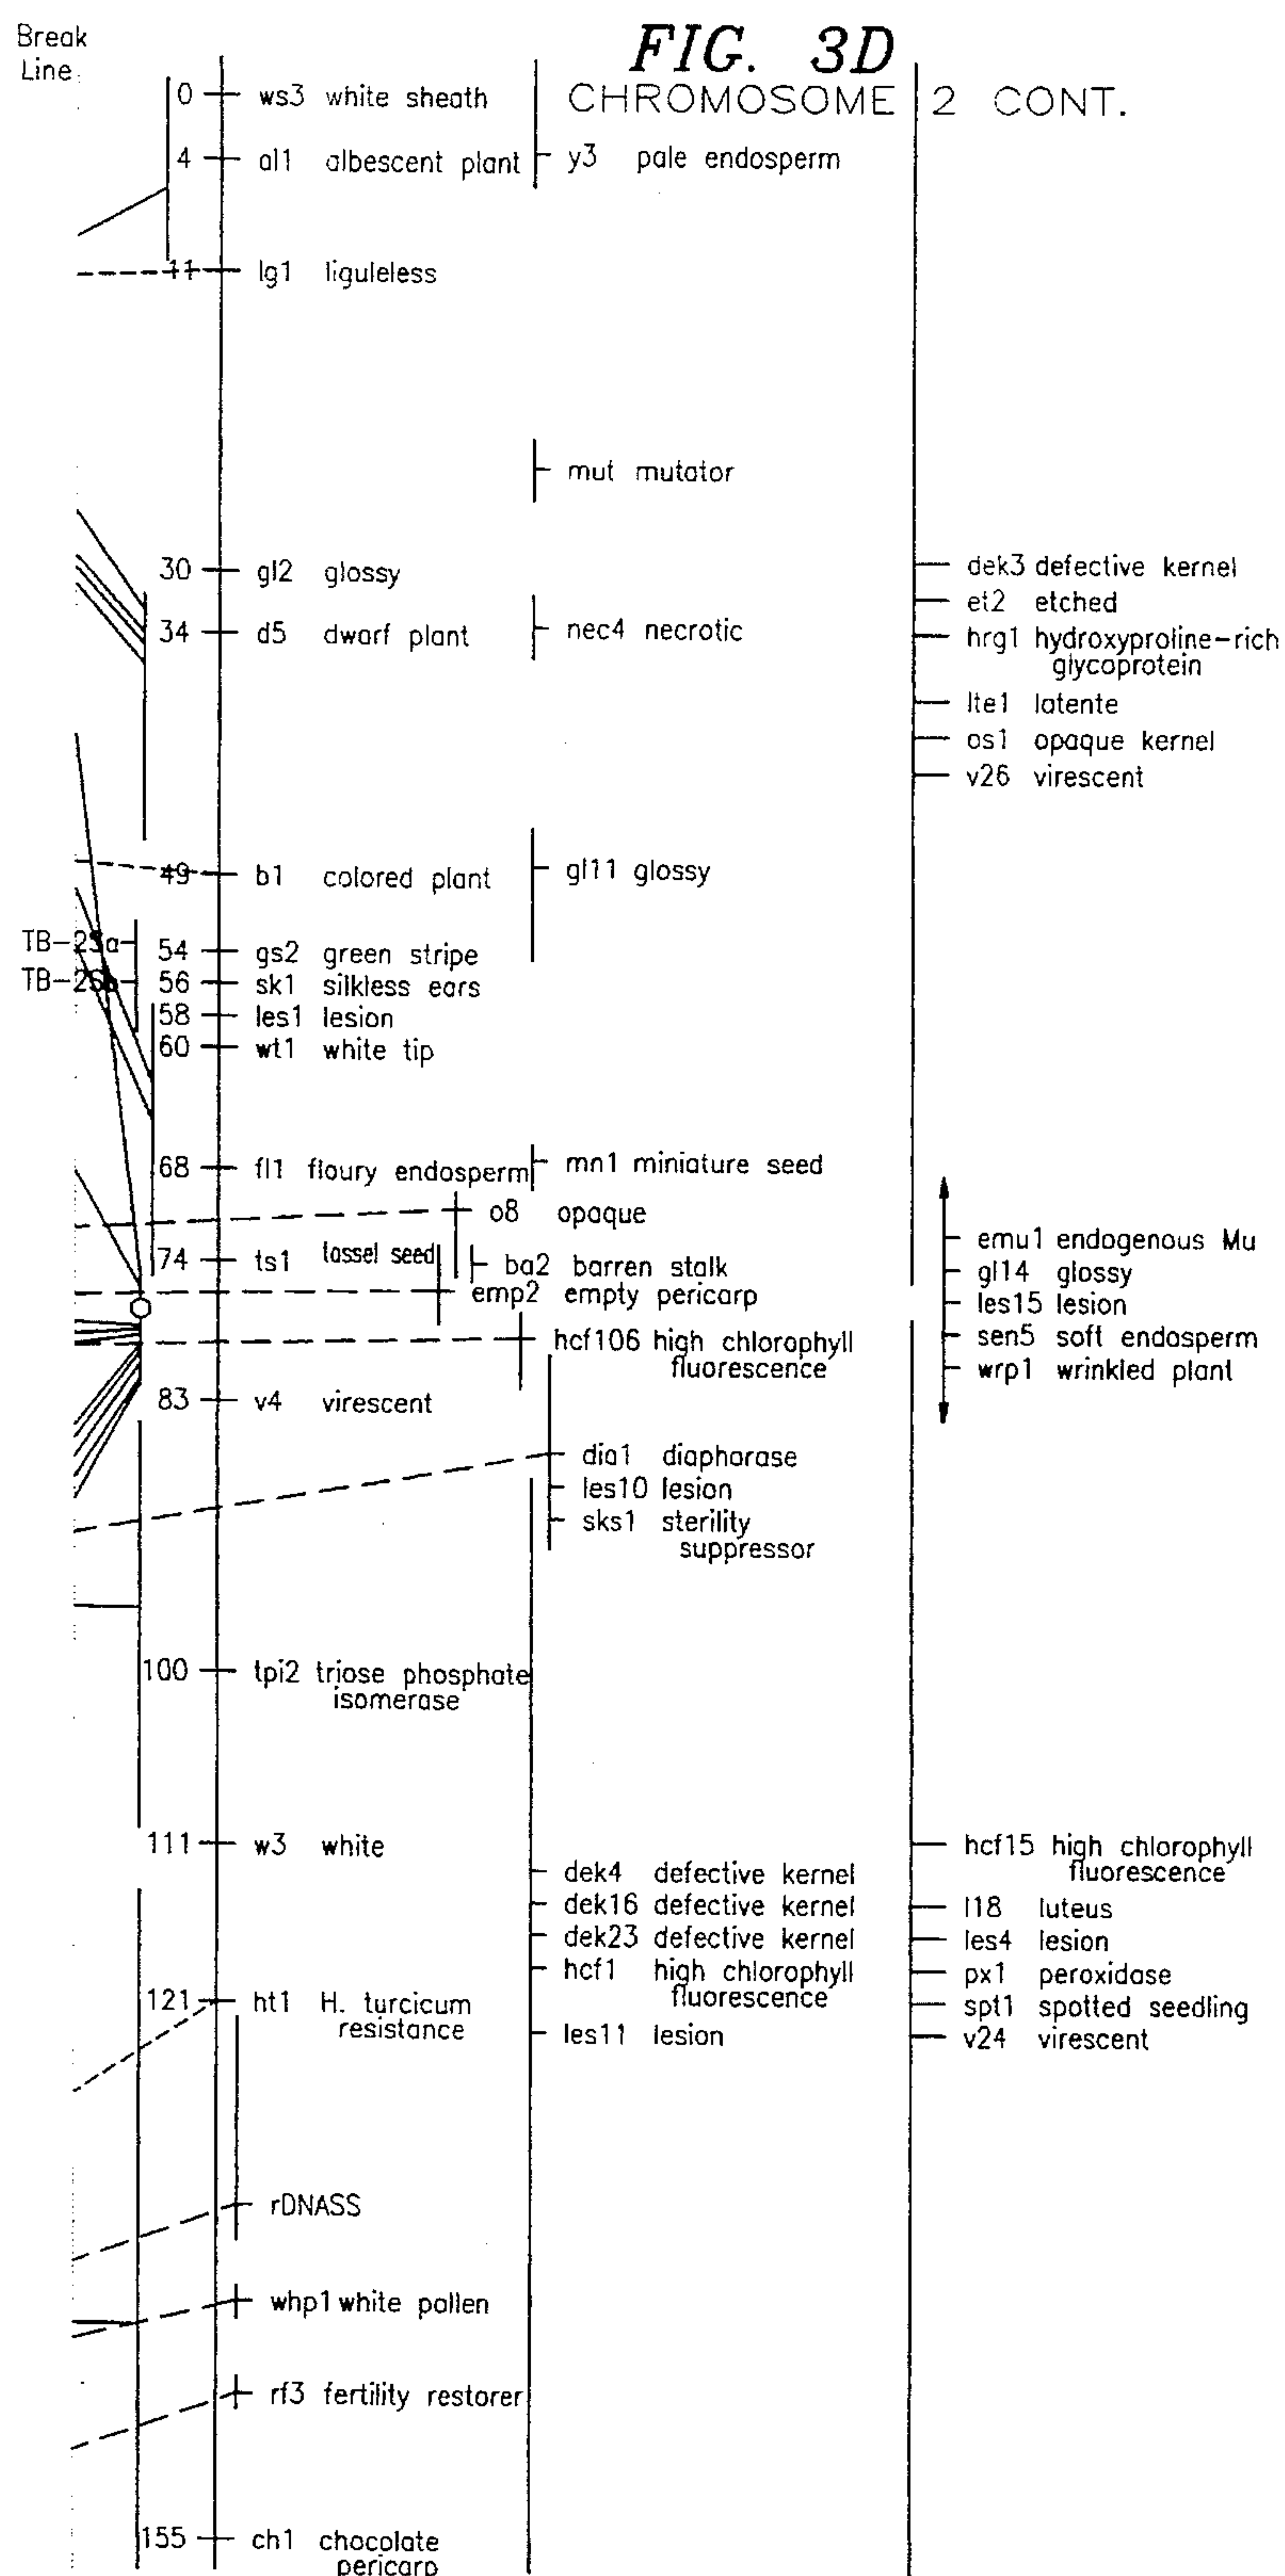 Break
Line
FIG. 3D
CHROMOSOME 2 CONT.
0 ws3 white sheath
4 al1 albescent plant
y3 pale endosperm
11 lg1 liguleless
mut mutator
30 gl2 glossy
dek3 defective kernel
et2 etched
34 d5 dwarf plant
nec4 necrotic
hrg1 hydroxyproline-rich
glycoprotein
lte1 latente
os1 opaque kernel
v26 virescent
49 b1 colored plant
gl11 glossy
TB-
54 gs2 green stripe
TB-
56 sk1 silkless ears
58 les1 lesion
60 wt1 white tip
68 fl1 floury endosperm
mn1 miniature seed
o8 opaque
emu1 endogenous Mu
74 ts1 tassel seed
ba2 barren stalk
gl14 glossy
emp2 empty pericarp
les15 lesion
hcf106 high chlorophyll
fluorescence
sen5 soft endosperm
wrp1 wrinkled plant
83 v4 virescent
dia1 diaphorase
les10 lesion
sks1 sterility
suppressor
100 tpi2 triose phosphate
isomerase
111 w3 white
hcf15 high chlorophyll
fluorescence
dek4 defective kernel
dek16 defective kernel
l18 luteus
dek23 defective kernel
les4 lesion
hcf1 high chlorophyll
fluorescence
px1 peroxidase
121 ht1 H. turcicum
resistance
spt1 spotted seedling
les11 lesion
v24 virescent
rDNASS
whp1 white pollen
rf3 fertility restorer
155 ch1 chocolate
pericarp